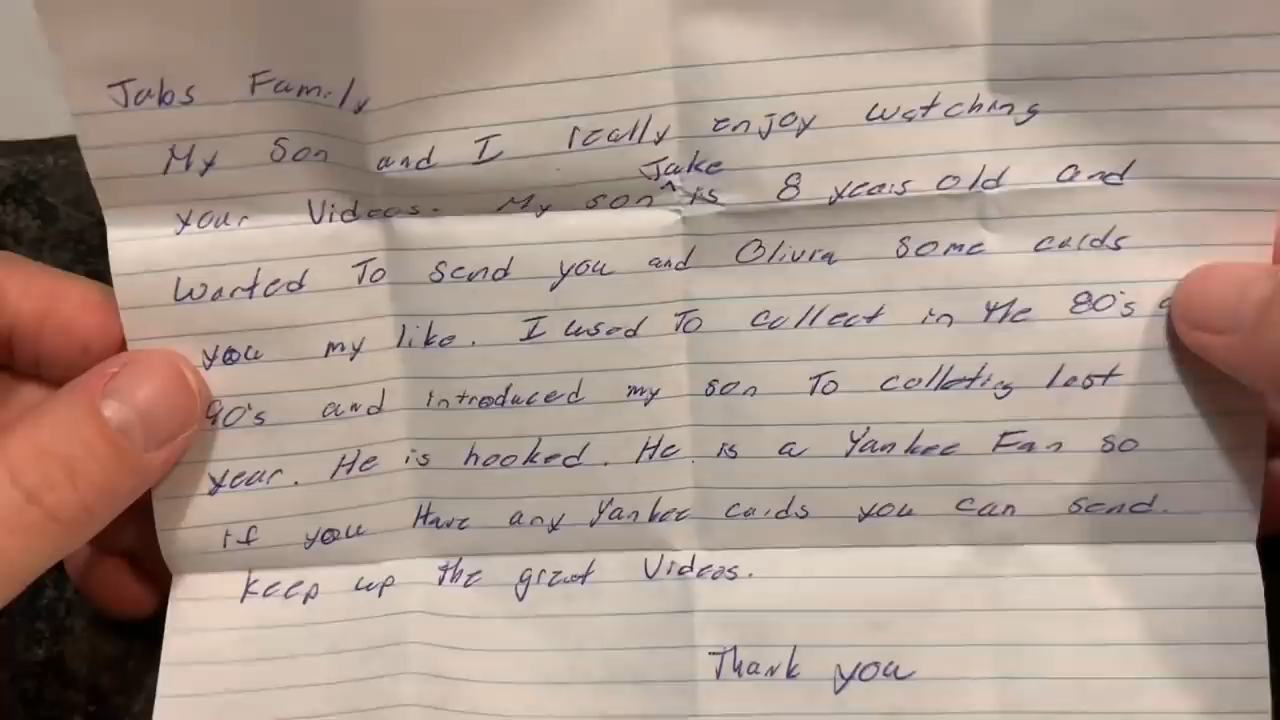 Jabs Family
My Son and I really enjoy watching
your Videos. My son ^Jake is 8 years old and
wanted To send you and Olivia some cards
you my like. I used To collect in the 80's
90's and introduced my son To collecting last
year. He is hooked. He is a Yankee Fan so
if you Have any Yankee cards you can send.
keep up the great Videos.
Thank you